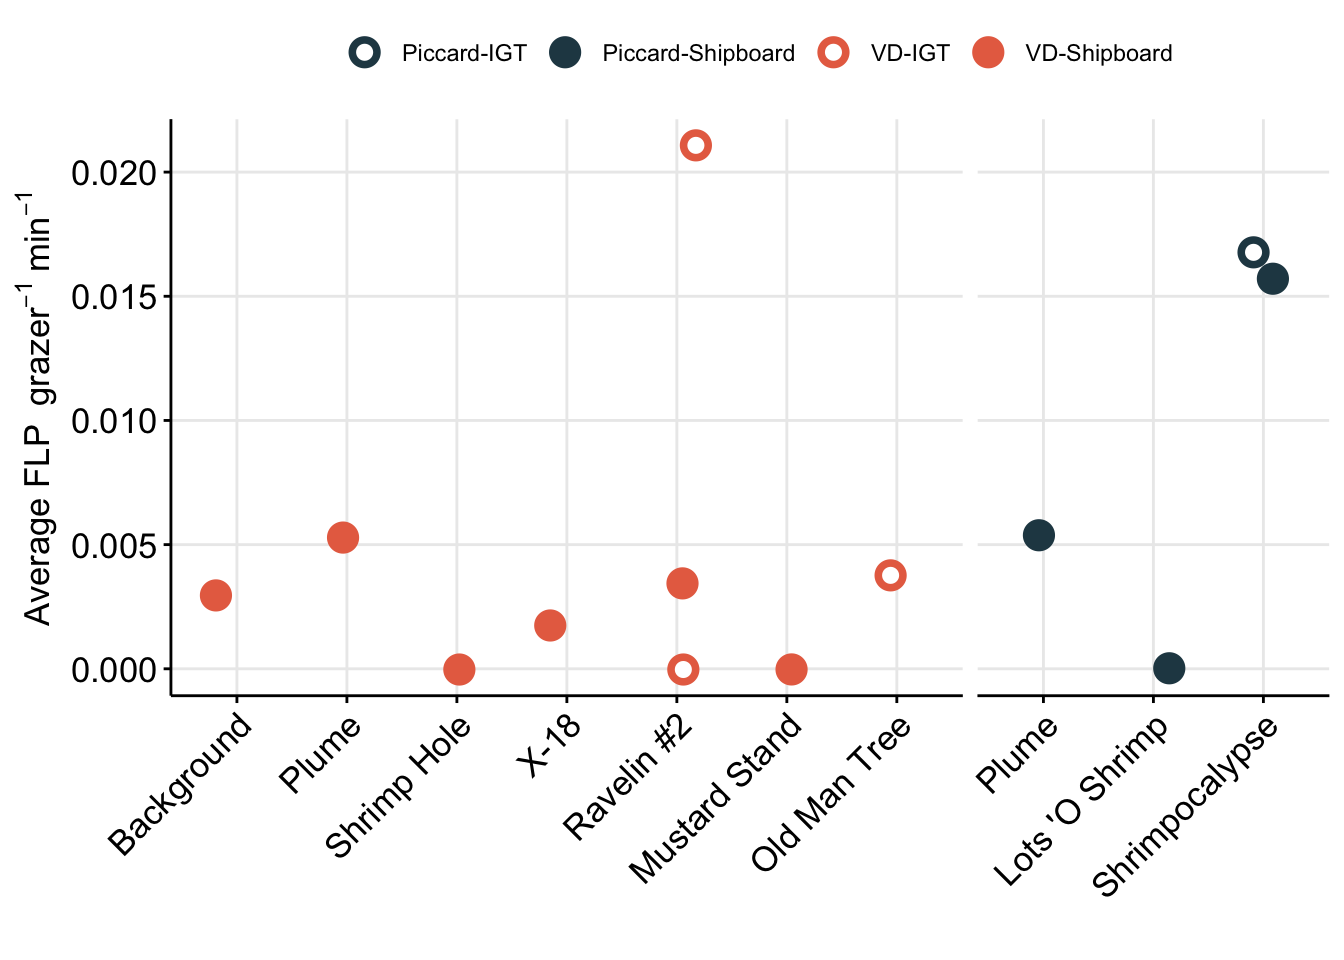 Piccard-IGT Piccard-Shipboard VD-IGT VD-Shipboard
Average FLP grazer⁻¹ min⁻¹
0.020
0.015
0.010
0.005
0.000
Background
Plume
Shrimp Hole
X-18
Ravelin #2
Mustard Stand
Old Man Tree
Plume
Lots 'O Shrimp
Shrimpocalypse